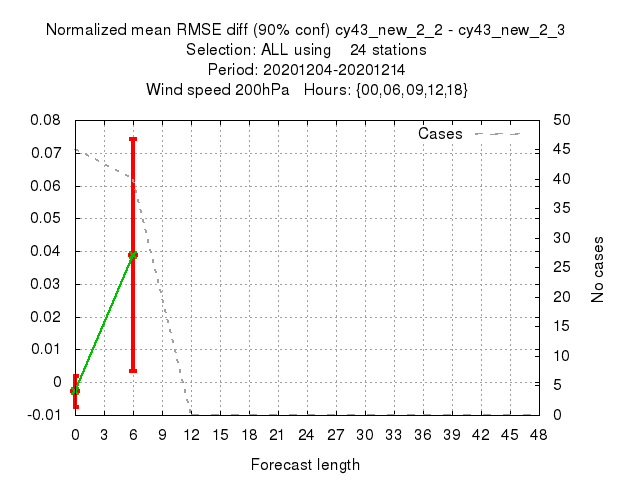 Normalized mean RMSE diff (90% conf) cy43_new_2_2 - cy43_new_2_3
Selection: ALL using    24 stations
Period: 20201204-20201214
Wind speed 200hPa   Hours: {00,06,09,12,18}
Cases
0.08
0.07
0.06
0.05
0.04
0.03
0.02
0.01
0
-0.01
50
45
40
35
30
25
20
15
10
5
0
No cases
0 3 6 9 12 15 18 21 24 27 30 33 36 39 42 45 48
Forecast length